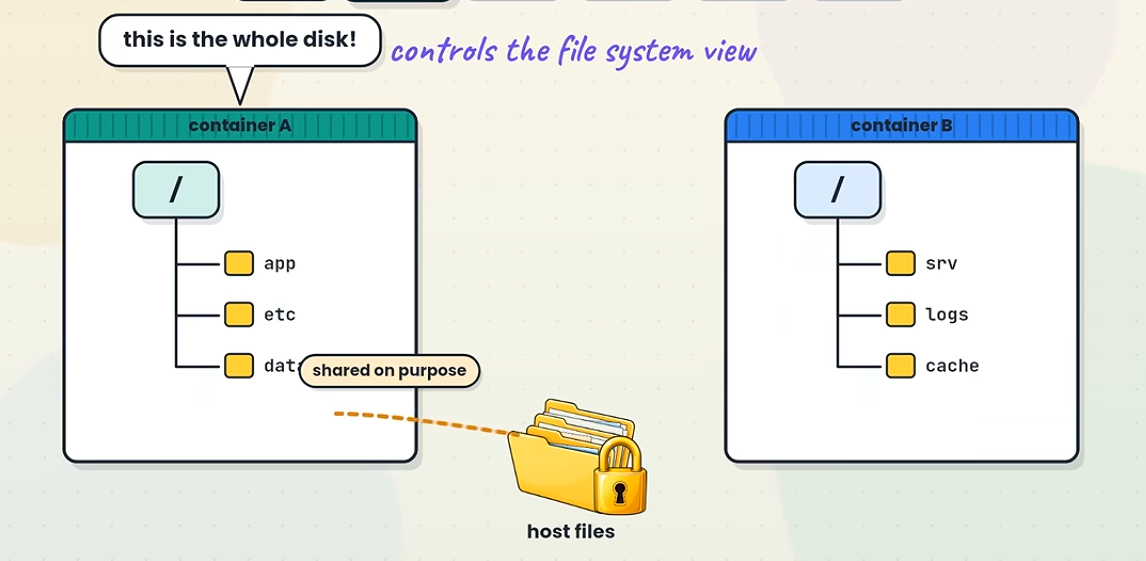 this is the whole disk!
controls the file system view
container A
/
app
etc
shared on purpose
container B
/
srv
logs
cache
host files